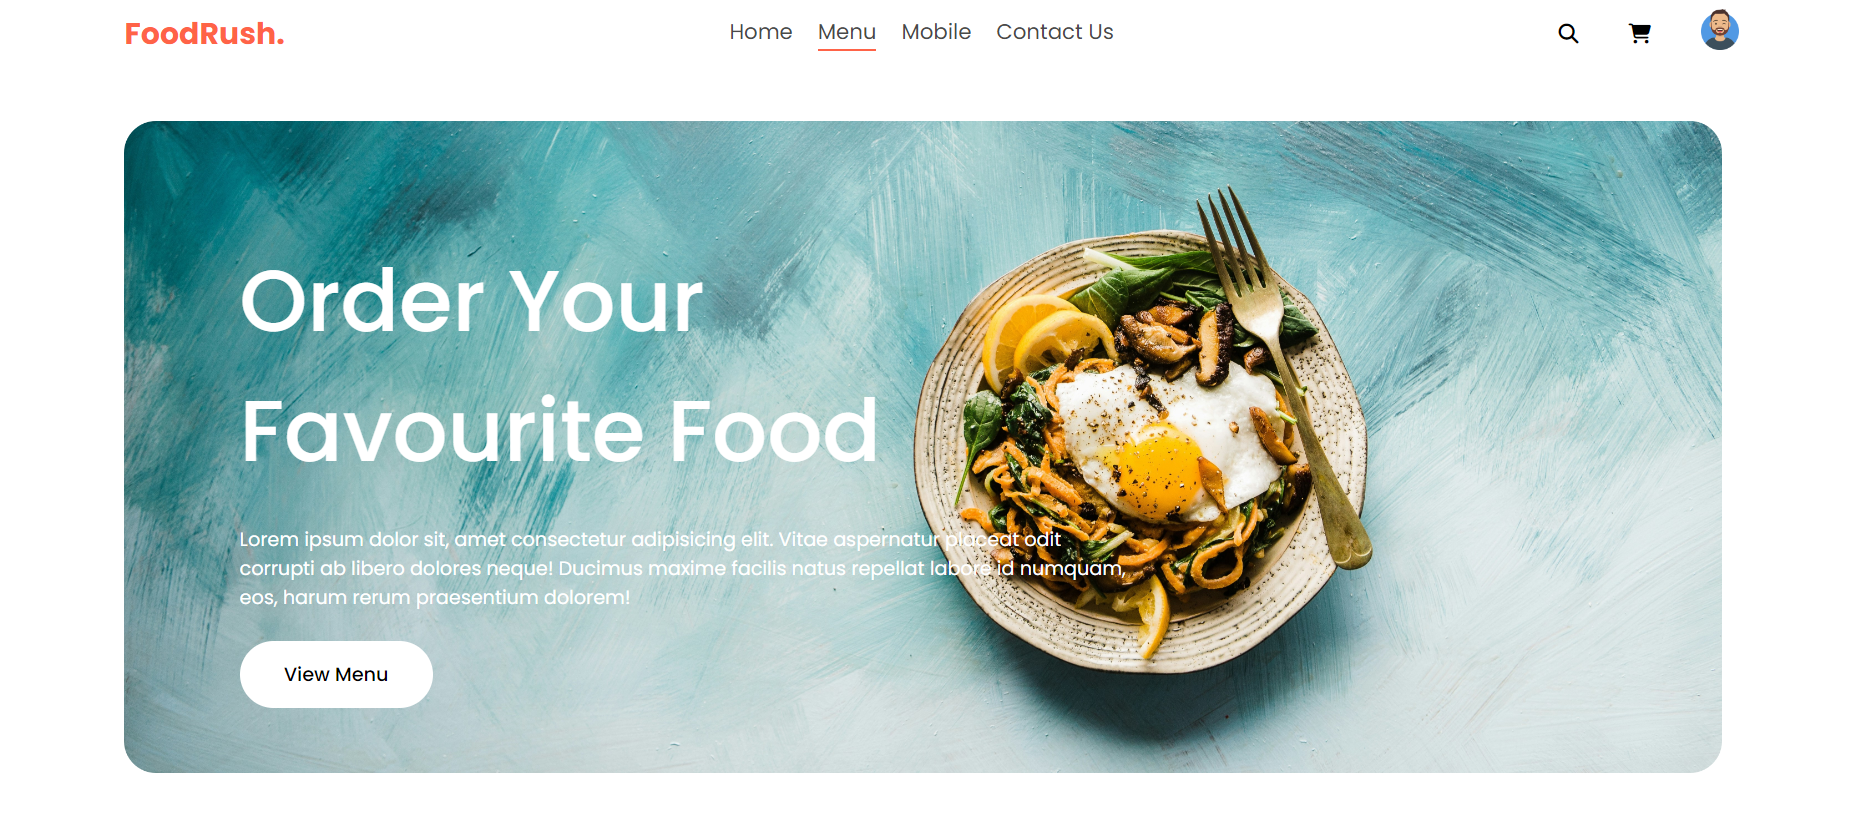 FoodRush.
Home Menu Mobile Contact Us
Order Your
Favourite Food
Lorem ipsum dolor sit, amet consectetur adipisicing elit. Vitae aspernatur placeat odit
corrupti ab libero dolores neque! Ducimus maxime facilis natus repellat labore id numquam,
eos, harum rerum praesentium dolorem!
View Menu